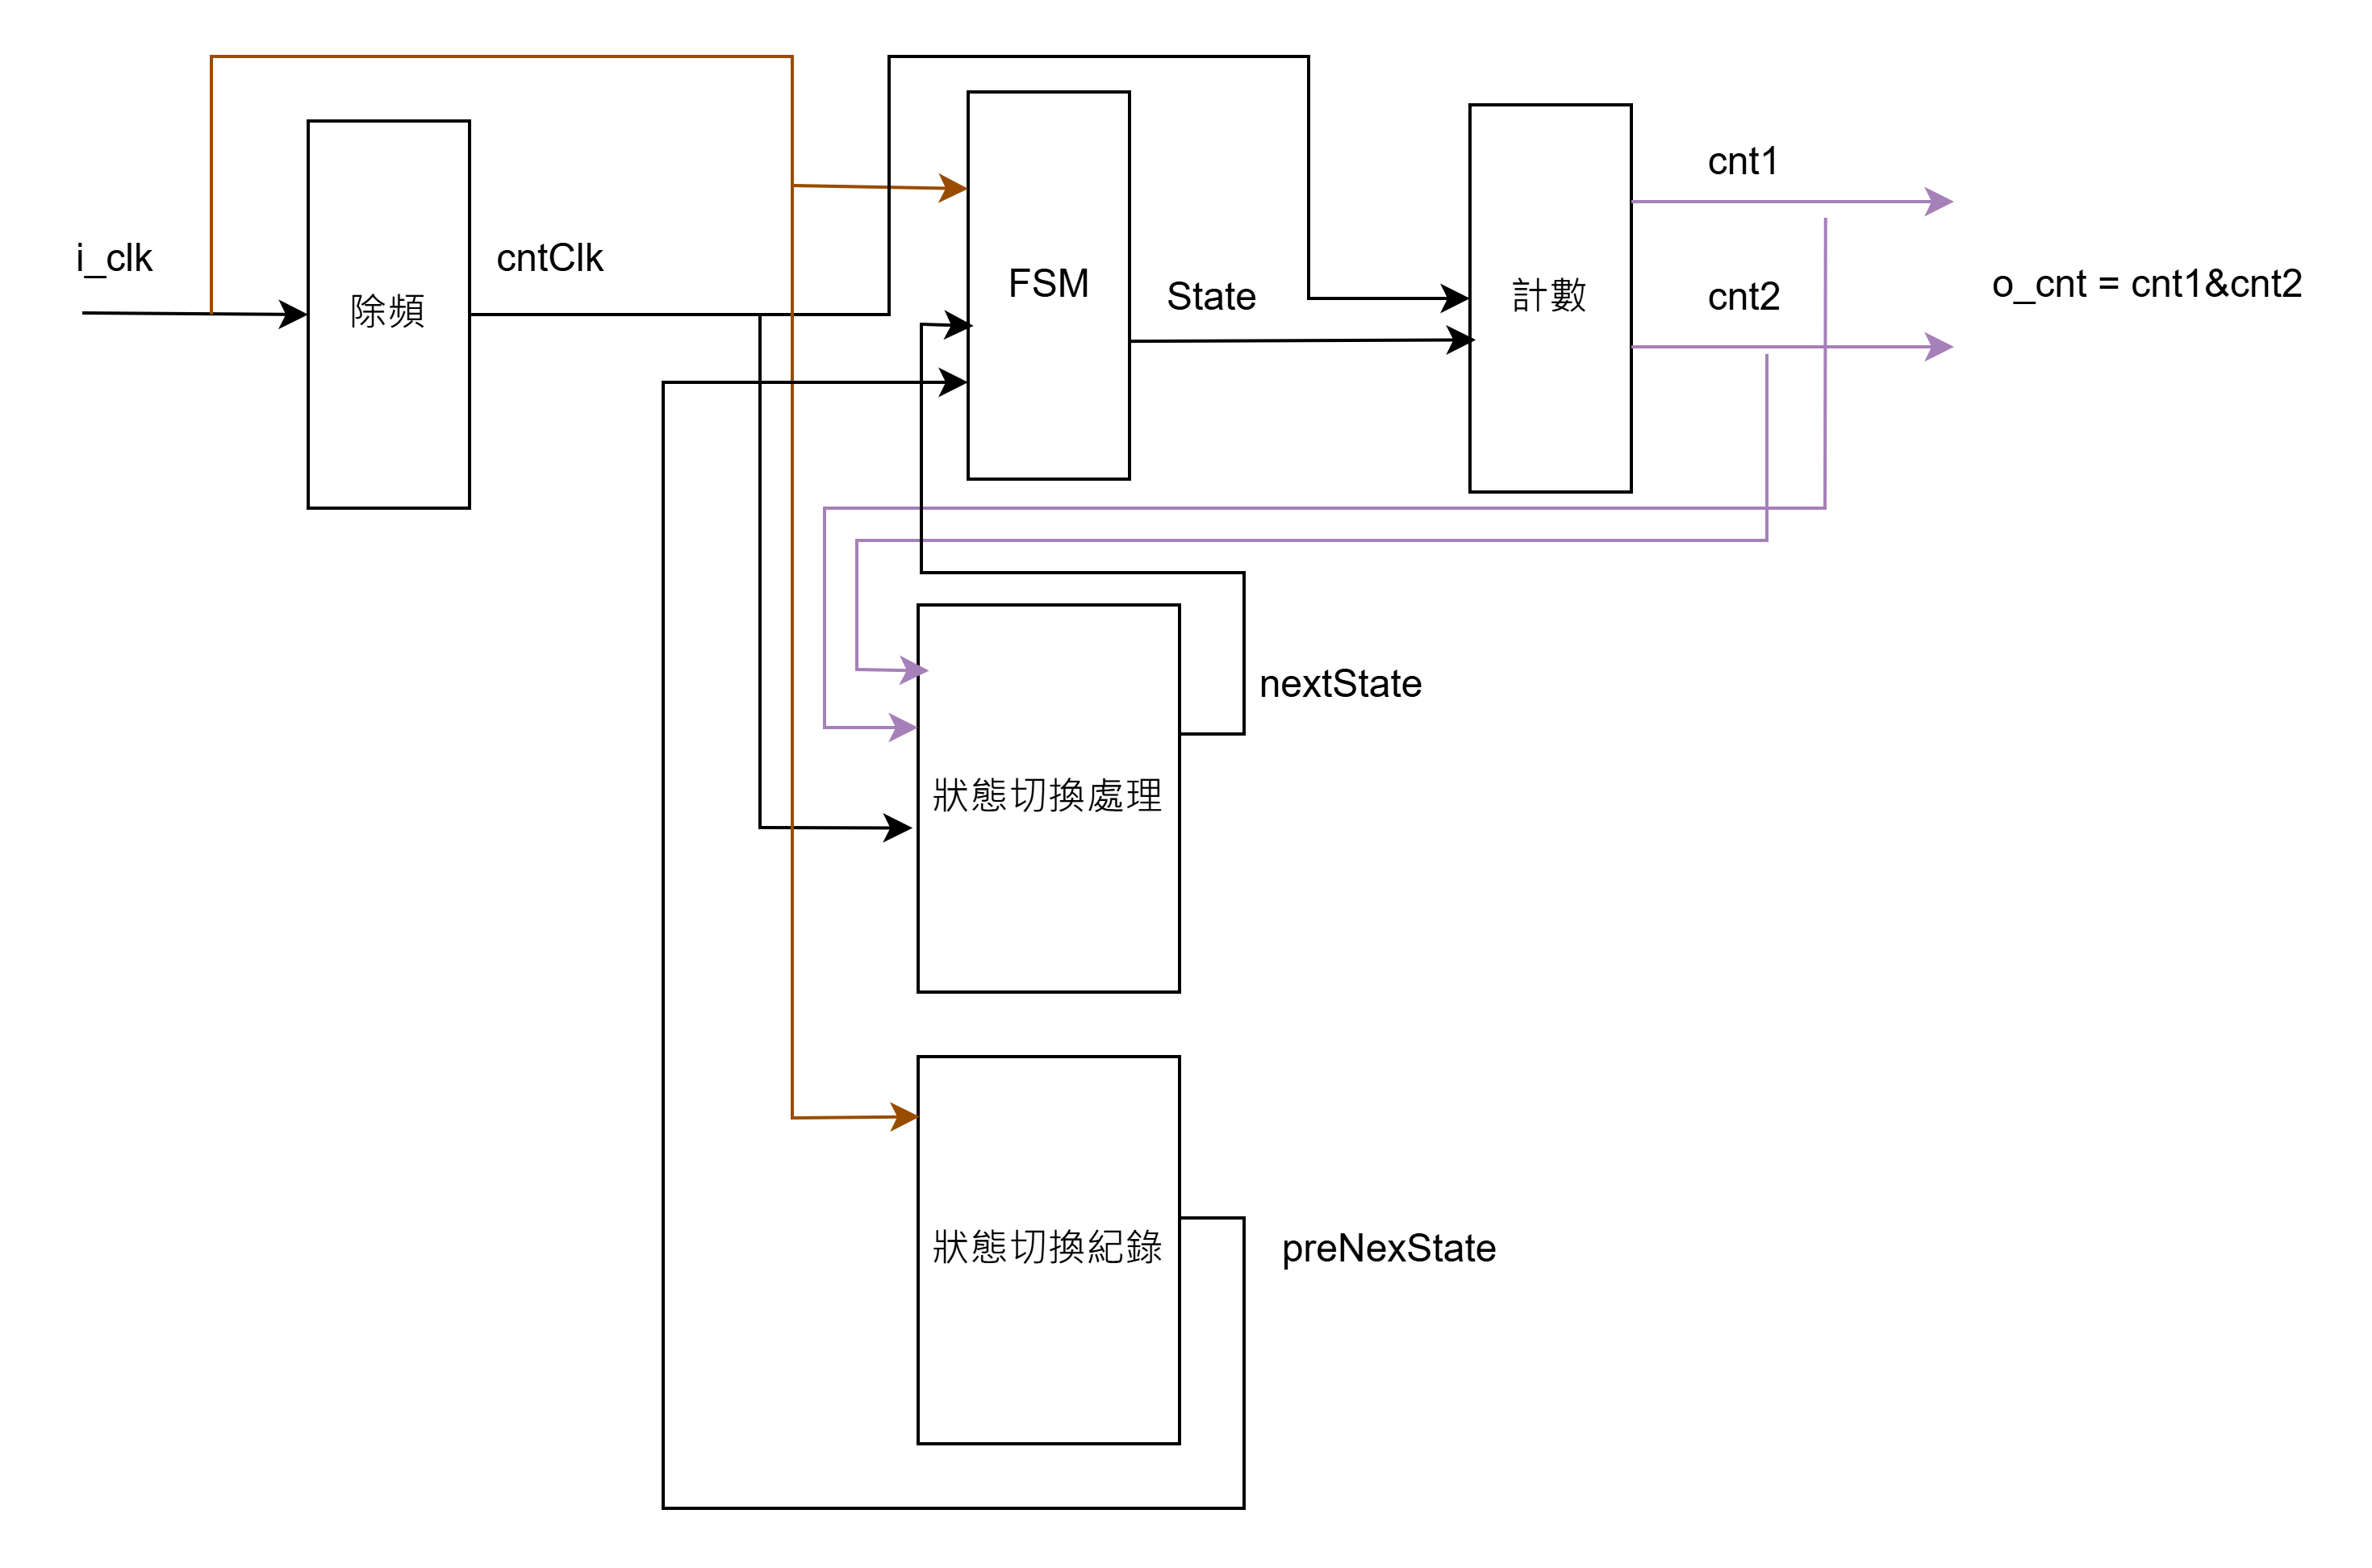 i_clk
除頻
cntClk
FSM
State
計數
cnt1
cnt2
o_cnt = cnt1&cnt2
狀態切換處理
nextState
狀態切換紀錄
preNexState